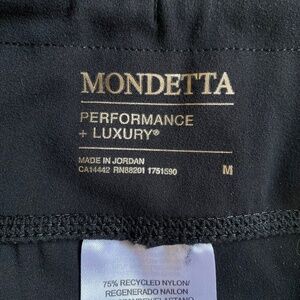 MONDETTA
PERFORMANCE
+ LUXURY®
MADE IN JORDAN
CA14442 RN88201 1751590 M
75% RECYCLED NYLON/
REGENERADO NAILON